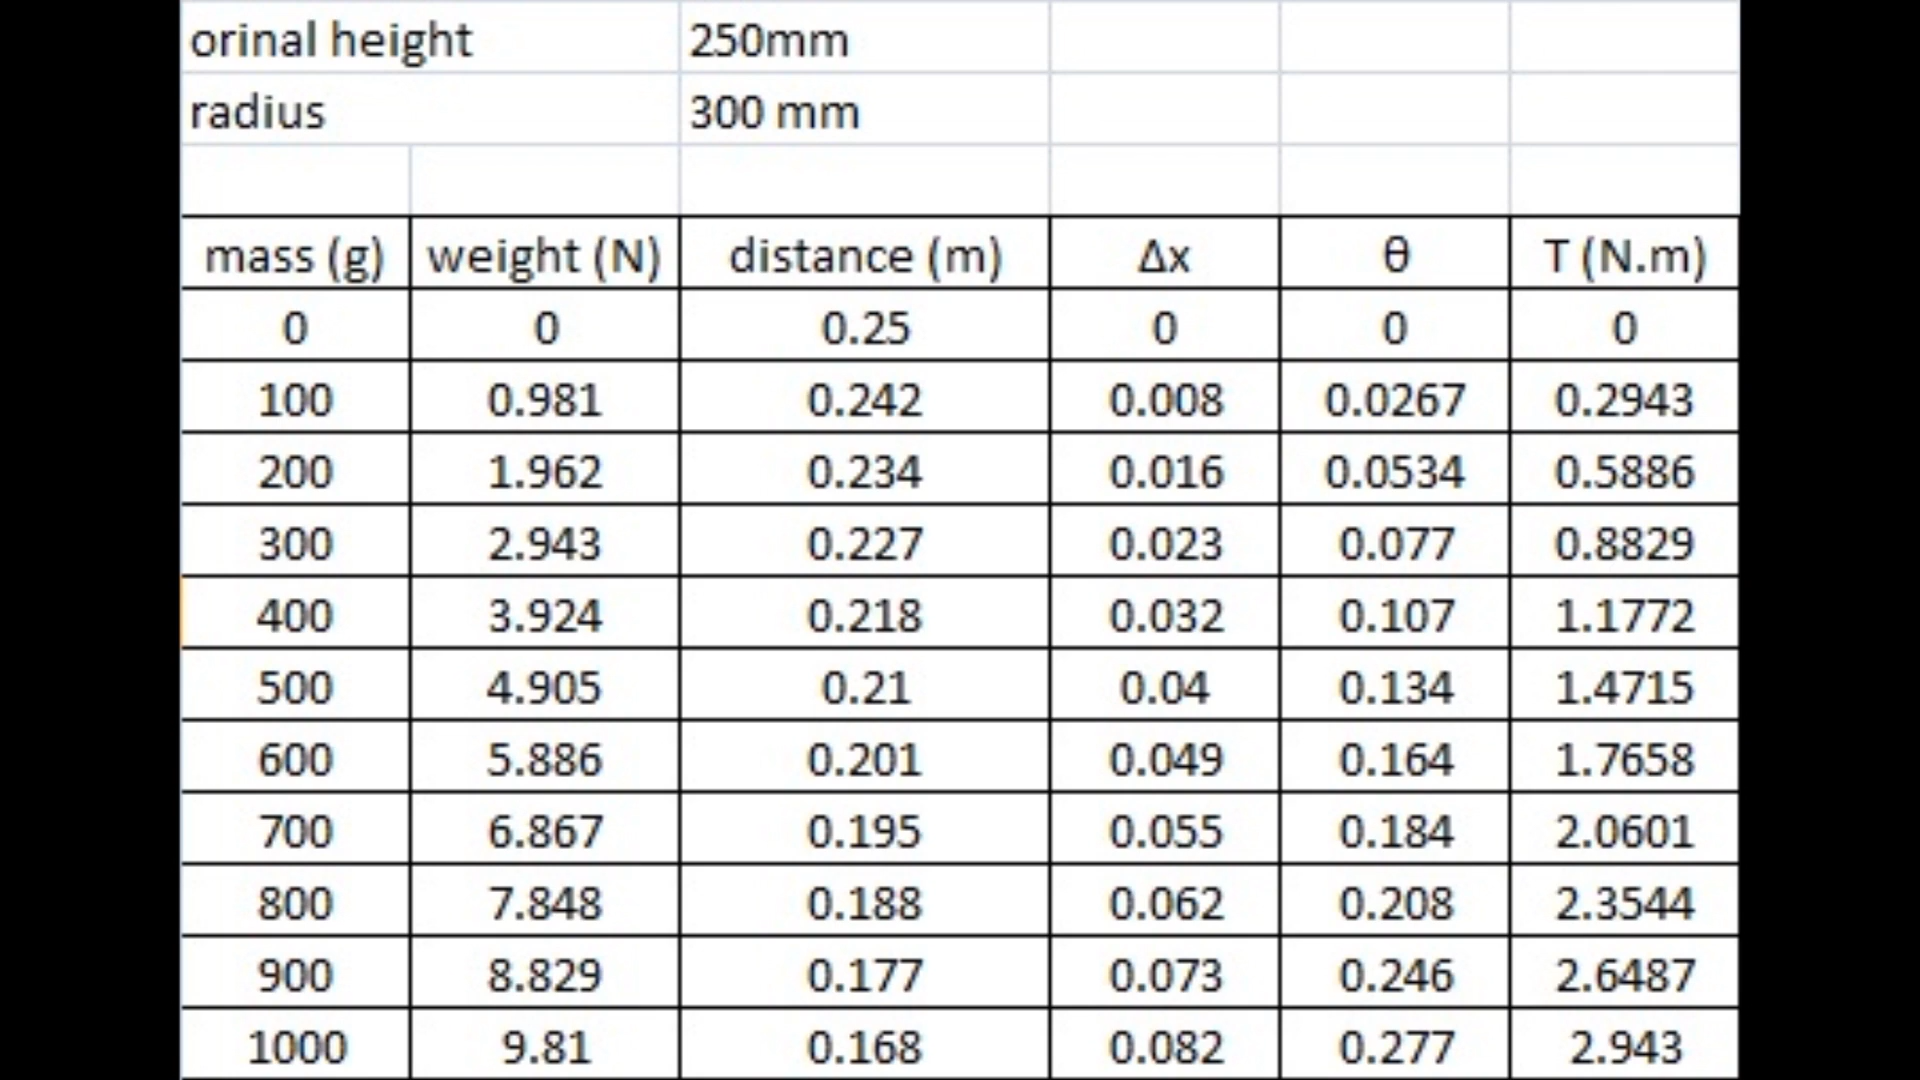 orinal height 250mm
radius 300 mm
mass (g) weight (N) distance (m) Δx θ T (N.m)
0 0 0.25 0 0 0
100 0.981 0.242 0.008 0.0267 0.2943
200 1.962 0.234 0.016 0.0534 0.5886
300 2.943 0.227 0.023 0.077 0.8829
400 3.924 0.218 0.032 0.107 1.1772
500 4.905 0.21 0.04 0.134 1.4715
600 5.886 0.201 0.049 0.164 1.7658
700 6.867 0.195 0.055 0.184 2.0601
800 7.848 0.188 0.062 0.208 2.3544
900 8.829 0.177 0.073 0.246 2.6487
1000 9.81 0.168 0.082 0.277 2.943